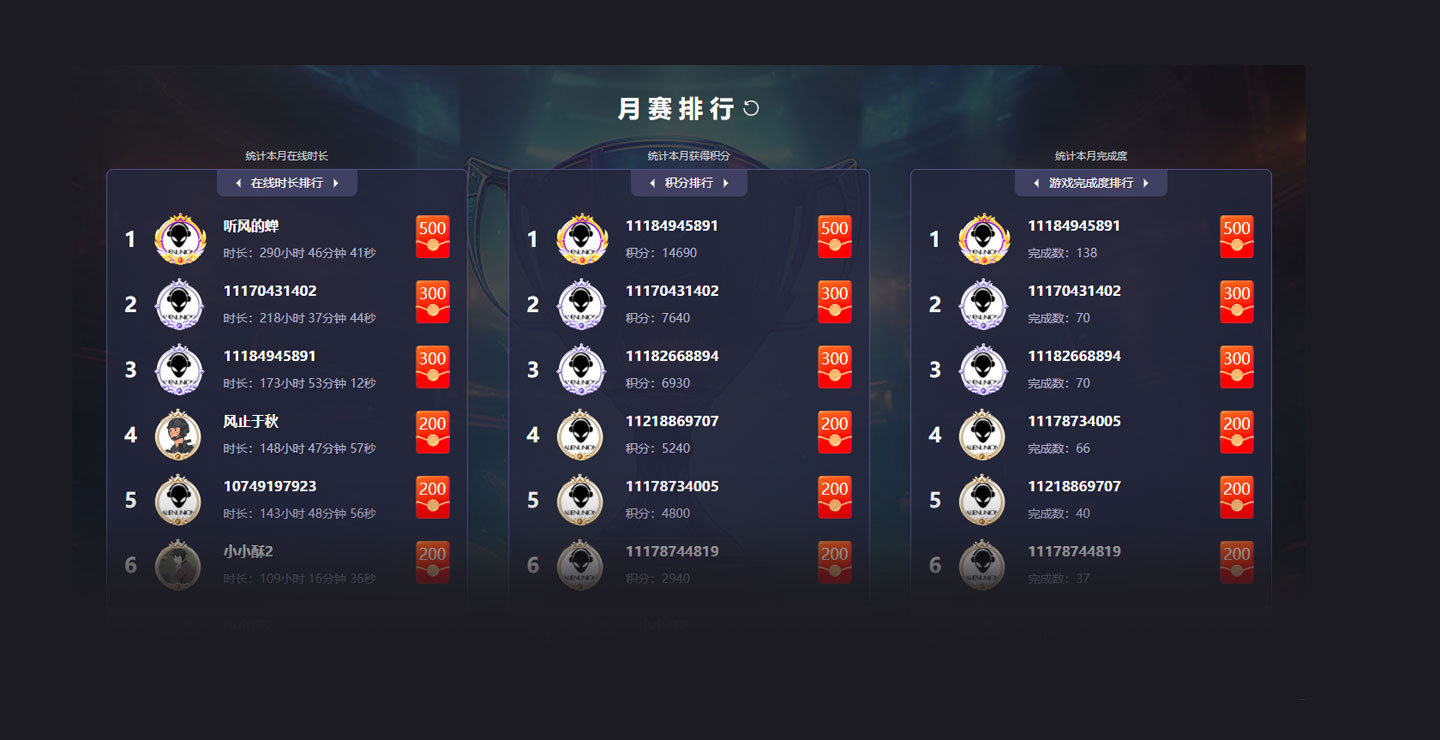 月赛排行
统计本月在线时长
在线时长排行
1
听风的蝉
时长：290小时 46分钟 41秒
500
2
11170431402
时长：218小时 37分钟 44秒
300
3
11184945891
时长：173小时 53分钟 12秒
300
4
风止于秋
时长：148小时 47分钟 57秒
200
5
10749197923
时长：143小时 48分钟 56秒
200
6
小小酥2
时长：109小时 16分钟 36秒
200
统计本月获得积分
积分排行
1
11184945891
积分：14690
500
2
11170431402
积分：7640
300
3
11182668894
积分：6930
300
4
11218869707
积分：5240
200
5
11178734005
积分：4800
200
6
11178744819
积分：2940
200
统计本月完成度
游戏完成度排行
1
11184945891
完成数：138
500
2
11170431402
完成数：70
300
3
11182668894
完成数：70
300
4
11178734005
完成数：66
200
5
11218869707
完成数：40
200
6
11178744819
完成数：37
200